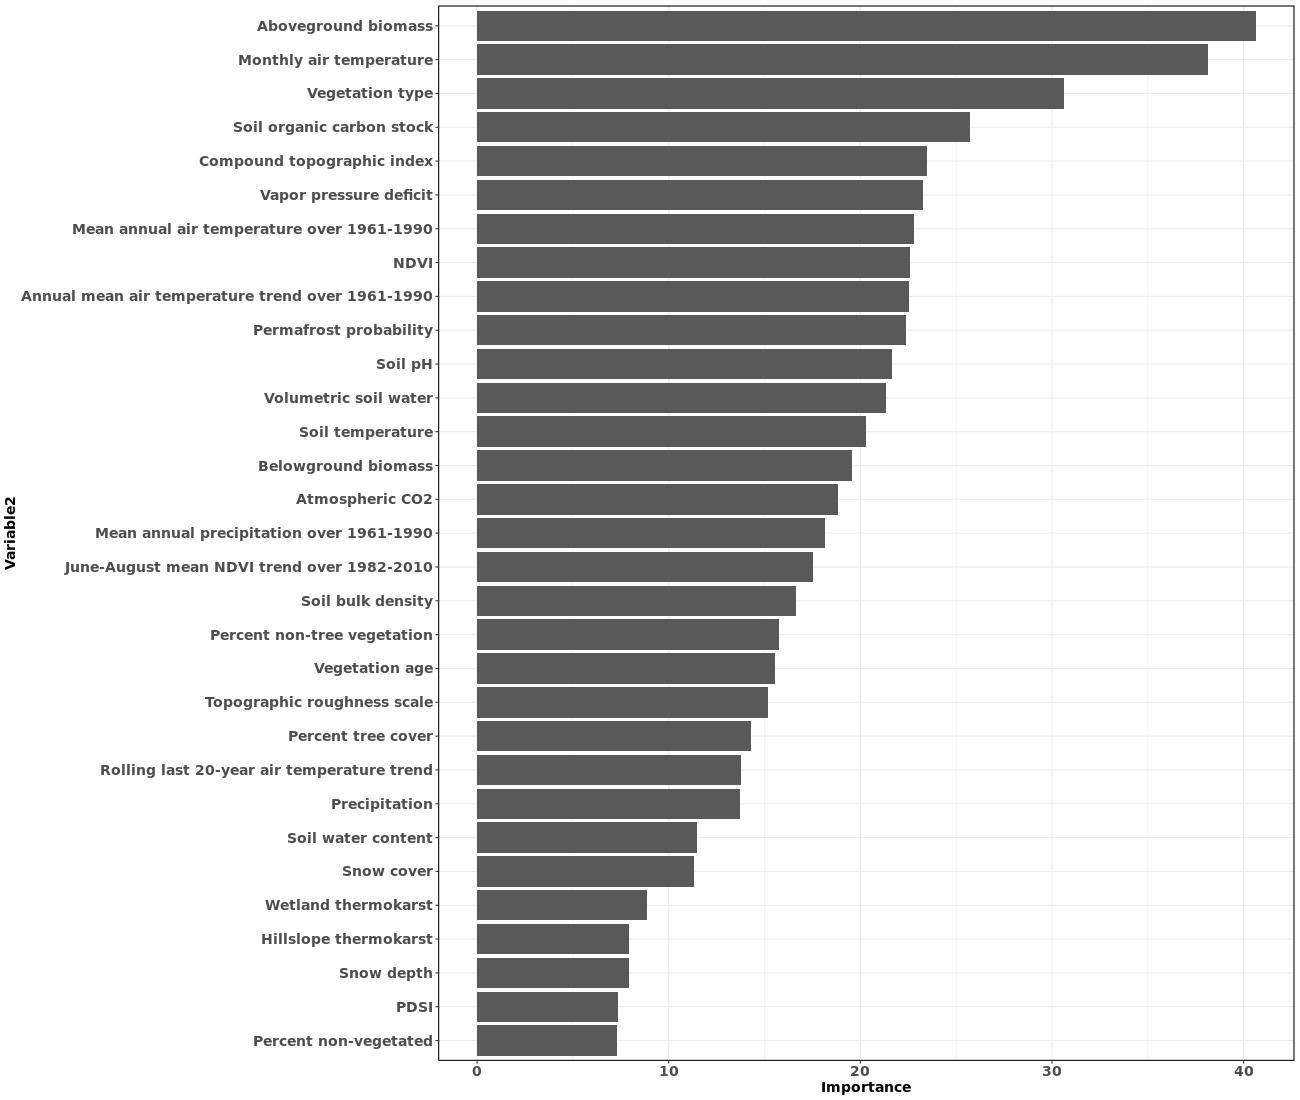 Aboveground biomass
Monthly air temperature
Vegetation type
Soil organic carbon stock
Compound topographic index
Vapor pressure deficit
Mean annual air temperature over 1961-1990
NDVI
Annual mean air temperature trend over 1961-1990
Permafrost probability
Soil pH
Volumetric soil water
Soil temperature
Belowground biomass
Atmospheric CO2
Mean annual precipitation over 1961-1990
June-August mean NDVI trend over 1982-2010
Soil bulk density
Percent non-tree vegetation
Vegetation age
Topographic roughness scale
Percent tree cover
Rolling last 20-year air temperature trend
Precipitation
Soil water content
Snow cover
Wetland thermokarst
Hillslope thermokarst
Snow depth
PDSI
Percent non-vegetated
Variable2
0 10 20 30 40
Importance